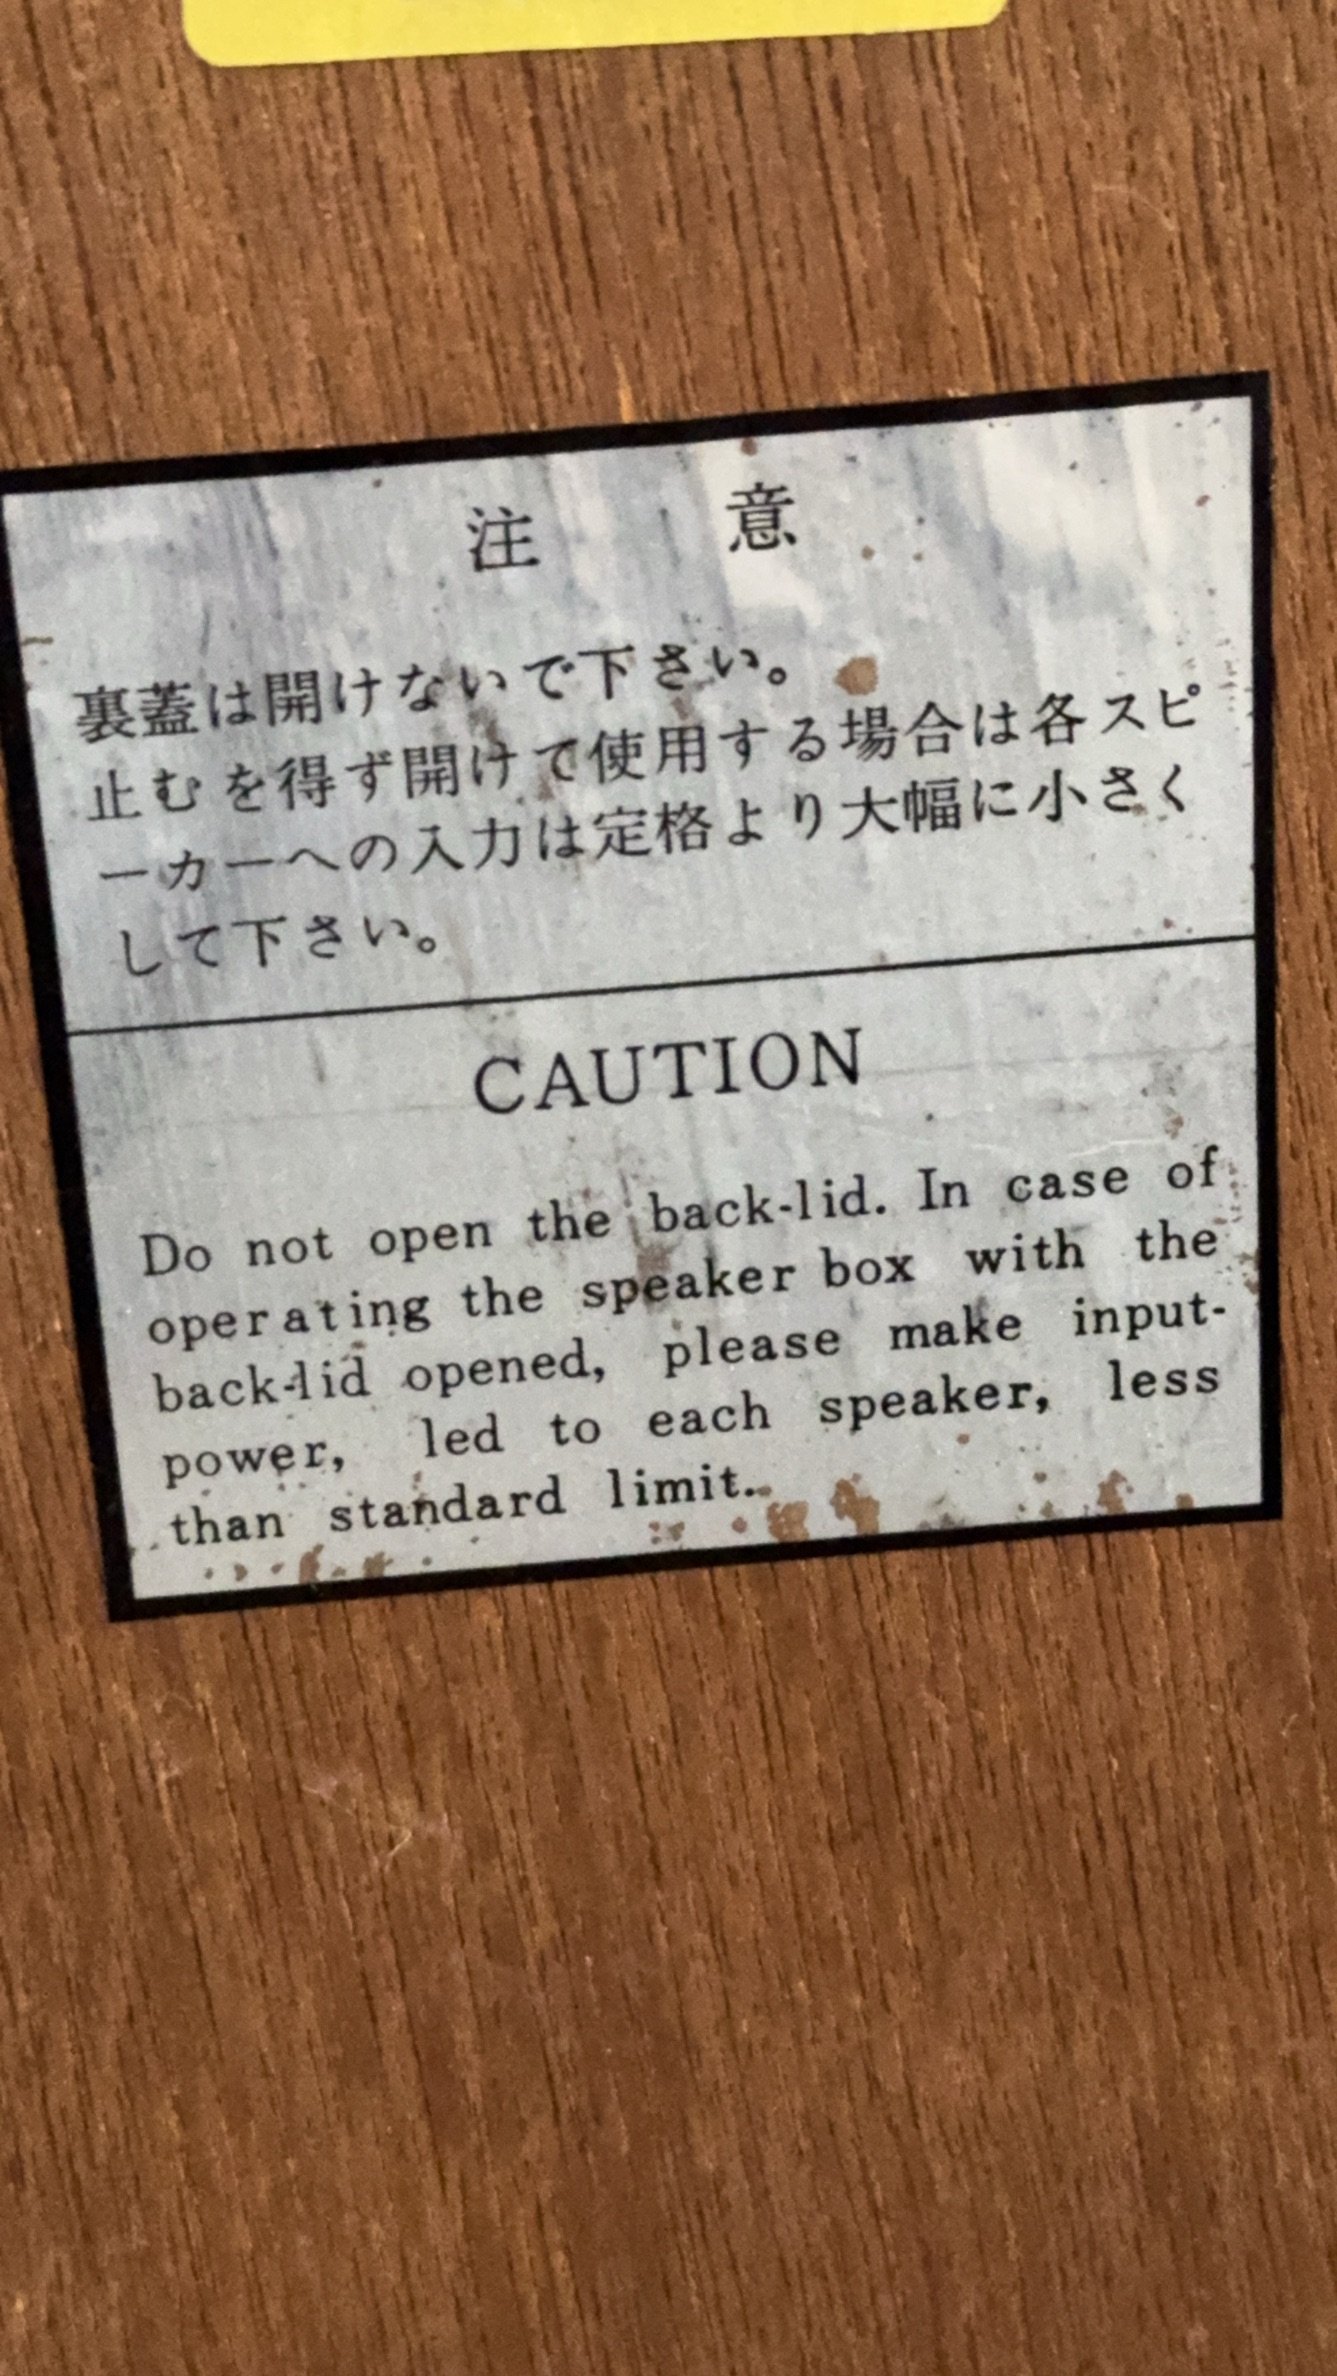 注意
裏蓋は開けないで下さい。
止むを得ず開けて使用する場合は各スピ
ーカーへの入力は定格より大幅に小さく
して下さい。
CAUTION
Do not open the back-lid. In case of
operating the speaker box with the
back-lid opened, please make input-
power, led to each speaker, less
than standard limit.